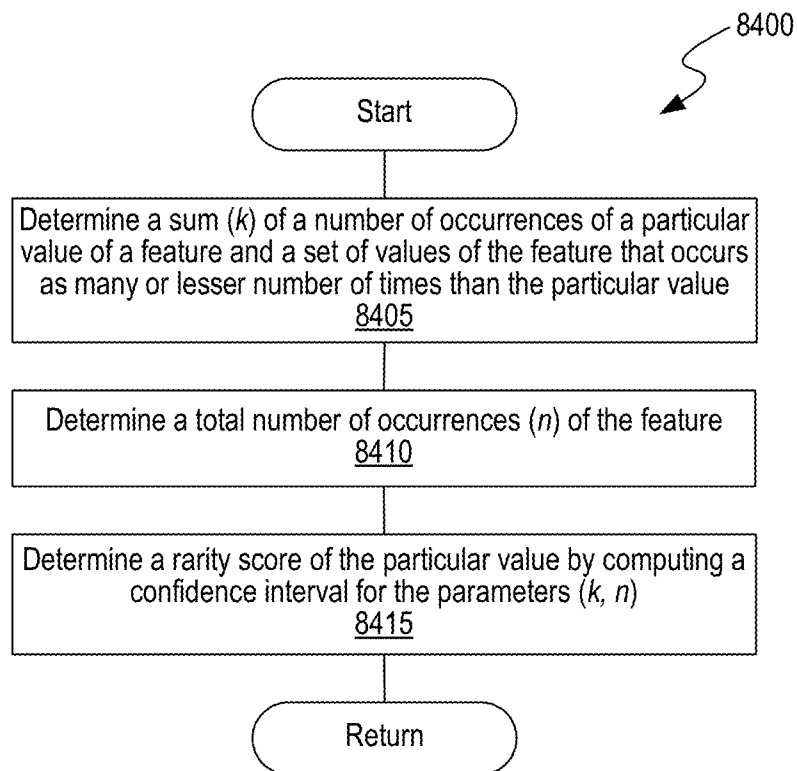 8400
Start
Determine a sum (k) of a number of occurrences of a particular
value of a feature and a set of values of the feature that occurs
as many or lesser number of times than the particular value
8405
Determine a total number of occurrences (n) of the feature
8410
Determine a rarity score of the particular value by computing a
confidence interval for the parameters (k, n)
8415
Return